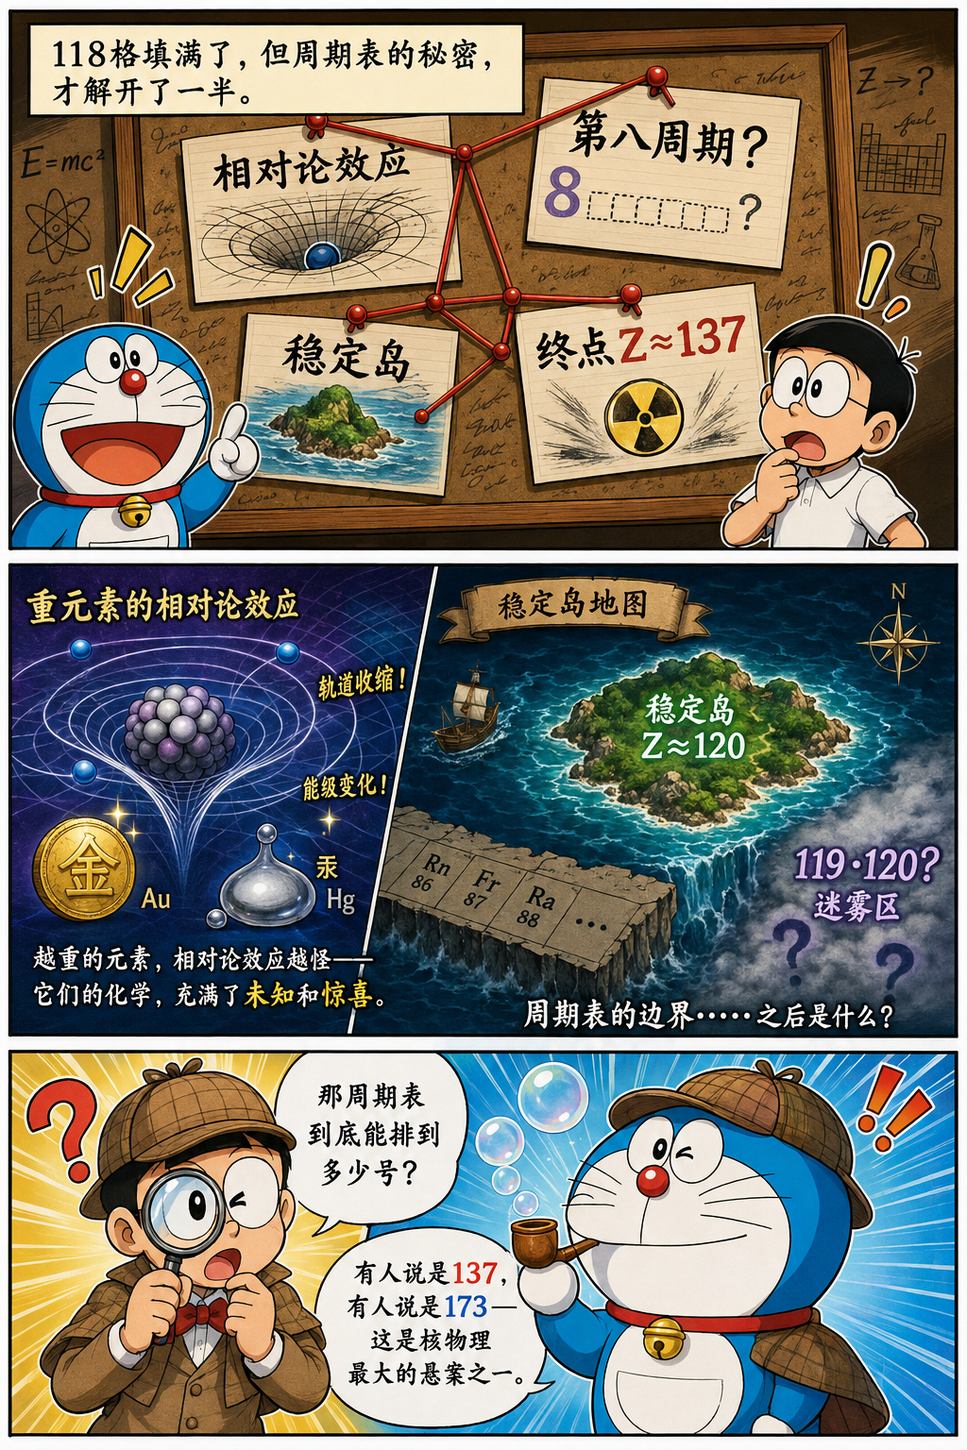 118格填满了，但周期表的秘密，
才解开了一半。
E=mc²
Z→?
相对论效应
第八周期？
8 ?
稳定岛
终点Z≈137
重元素的相对论效应
轨道收缩！
能级变化！
金
Au
汞
Hg
越重的元素，相对论效应越怪——
它们的化学，充满了未知和惊喜。
稳定岛地图
N
稳定岛
Z≈120
Rn
86
Fr
87
Ra
88
…
119·120?
迷雾区
? ?
周期表的边界……之后是什么？
?
那周期表
到底能排到
多少号？
!!
有人说是137，
有人说是173—
这是核物理
最大的悬案之一。